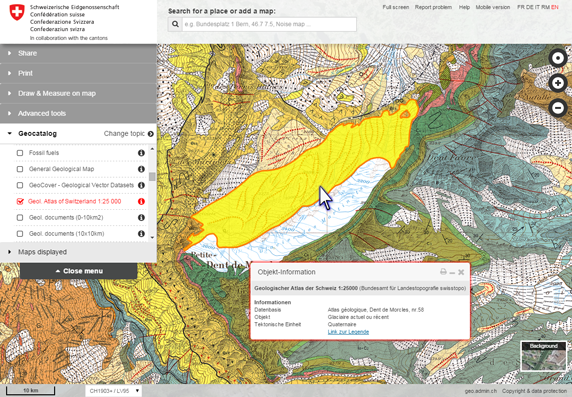 Schweizerische Eidgenossenschaft
Confédération suisse
Confederazione Svizzera
Confederaziun svizra
In collaboration with the cantons
Search for a place or add a map:
e.g. Bundesplatz 1 Bern, 46.7 7.5, Noise map ...
Full screen Report problem Help Mobile version FR DE IT RM EN
Share
Print
Draw & Measure on map
Advanced tools
Geocatalog Change topic
Fossil fuels
General Geological Map
GeoCover - Geological Vector Datasets
Geol. Atlas of Switzerland 1:25 000
Geol. documents (0-10km2)
Geol. documents (10x10km)
Maps displayed
Close menu
Petite-
Dent de M
Objekt-Information
Geologischer Atlas der Schweiz 1:25000 (Bundesamt für Landestopografie swisstopo)
Informationen
Datenbasis Atlas géologique, Dent de Morcles, nr.58
Objekt Glaciaire actuel ou récent
Tektonische Einheit Quaternaire
Link zur Legende
Background
10 km
CH1903+ / LV95
geo.admin.ch Copyright & data protection